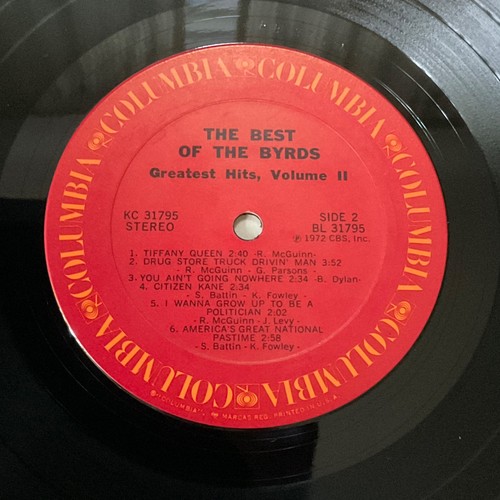 COLUMBIA COLUMBIA COLUMBIA COLUMBIA COLUMBIA COLUMBIA
THE BEST
OF THE BYRDS
Greatest Hits, Volume II
KC 31795
STEREO
SIDE 2
BL 31795
℗ 1972 CBS, Inc.
1. TIFFANY QUEEN 2:40 -R. McGuinn-
2. DRUG STORE TRUCK DRIVIN' MAN 3:52
- R. McGuinn - G. Parsons -
3. YOU AIN'T GOING NOWHERE 2:34 -B. Dylan-
4. CITIZEN KANE 2:34
- S. Battin - K. Fowley -
5. I WANNA GROW UP TO BE A
POLITICIAN 2:02
- R. McGuinn - J. Levy -
6. AMERICA'S GREAT NATIONAL
PASTIME 2:58
- S. Battin - K. Fowley -
"COLUMBIA", MARCAS REG. PRINTED IN U.S.A.